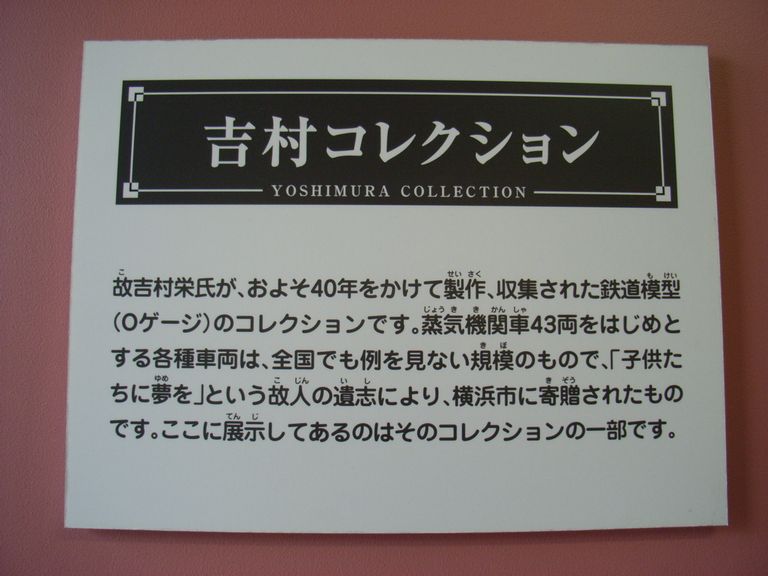 吉村コレクション
YOSHIMURA COLLECTION
故吉村栄氏が、およそ40年をかけて製作、収集された鉄道模型
(Oゲージ)のコレクションです。蒸気機関車43両をはじめと
する各種車両は、全国でも例を見ない規模のもので、「子供た
ちに夢を」という故人の遺志により、横浜市に寄贈されたもの
です。ここに展示してあるのはそのコレクションの一部です。